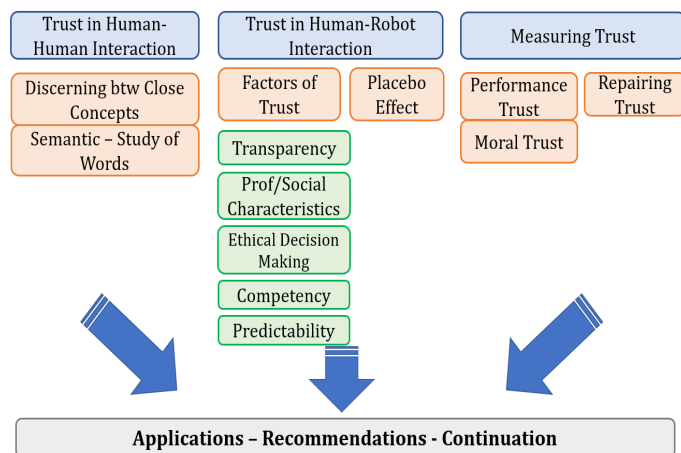 Trust in Human-
Human Interaction
Discerning btw Close
Concepts
Semantic – Study of
Words
Trust in Human-Robot
Interaction
Factors of
Trust
Placebo
Effect
Transparency
Prof/Social
Characteristics
Ethical Decision
Making
Competency
Predictability
Measuring Trust
Performance
Trust
Repairing
Trust
Moral Trust
Applications – Recommendations - Continuation